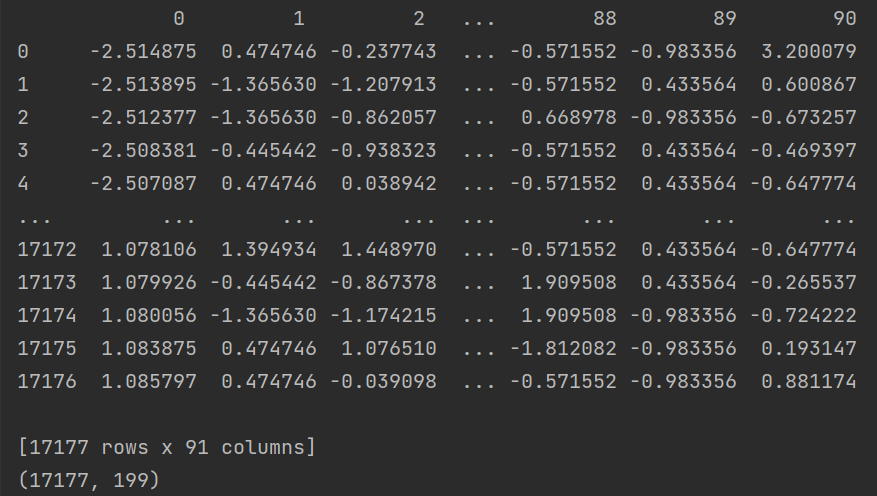 0 1 2 ... 88 89 90
0 -2.514875 0.474746 -0.237743 ... -0.571552 -0.983356 3.200079
1 -2.513895 -1.365630 -1.207913 ... -0.571552 0.433564 0.600867
2 -2.512377 -1.365630 -0.862057 ... 0.668978 -0.983356 -0.673257
3 -2.508381 -0.445442 -0.938323 ... -0.571552 0.433564 -0.469397
4 -2.507087 0.474746 0.038942 ... -0.571552 0.433564 -0.647774
... ... ... ... ... ... ... ...
17172 1.078106 1.394934 1.448970 ... -0.571552 0.433564 -0.647774
17173 1.079926 -0.445442 -0.867378 ... 1.909508 0.433564 -0.265537
17174 1.080056 -1.365630 -1.174215 ... 1.909508 -0.983356 -0.724222
17175 1.083875 0.474746 1.076510 ... -1.812082 -0.983356 0.193147
17176 1.085797 0.474746 -0.039098 ... -0.571552 -0.983356 0.881174
[17177 rows x 91 columns]
(17177, 199)